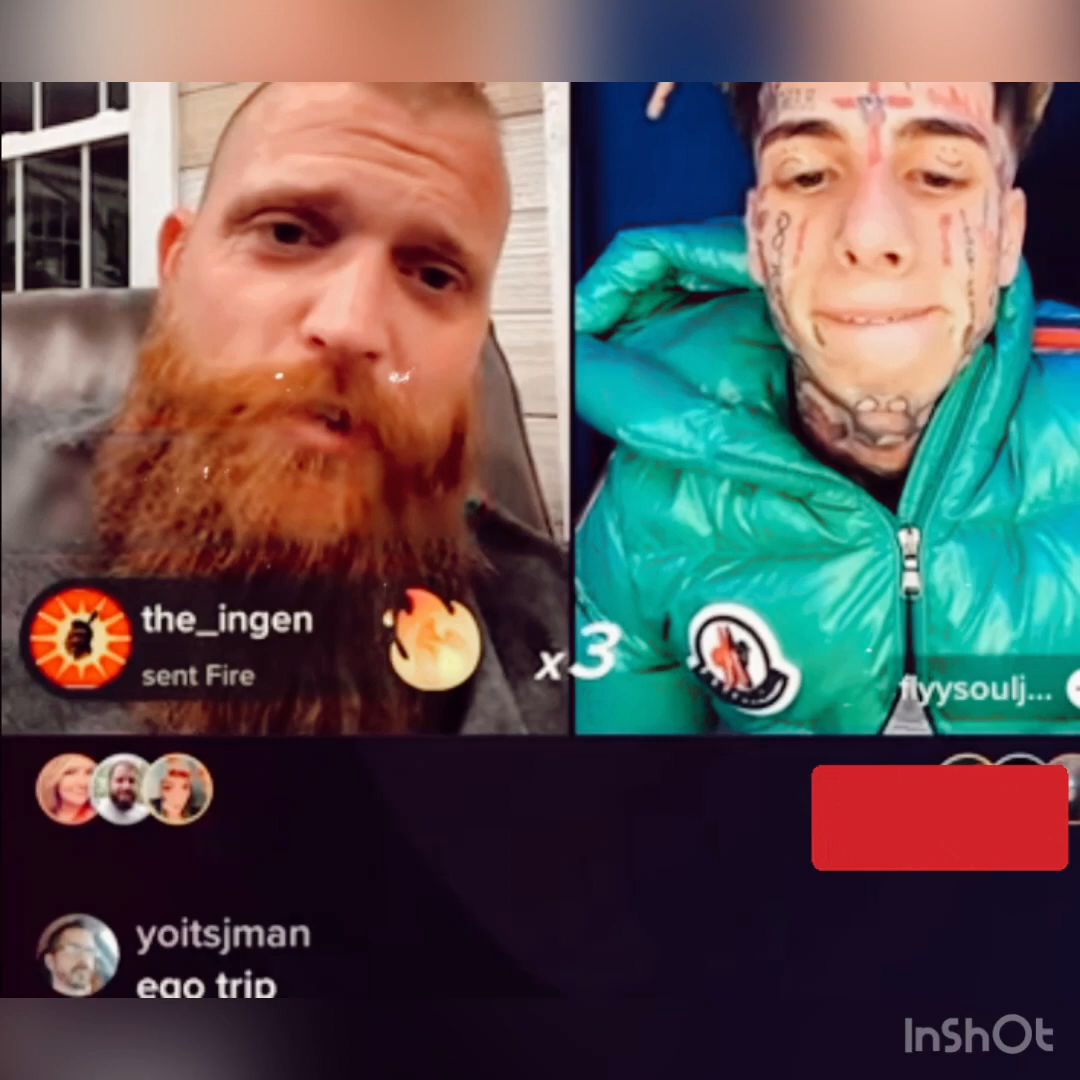 the_ingen
sent Fire
x3
flyysoulj...
yoitsjman
ego trip
InShOt